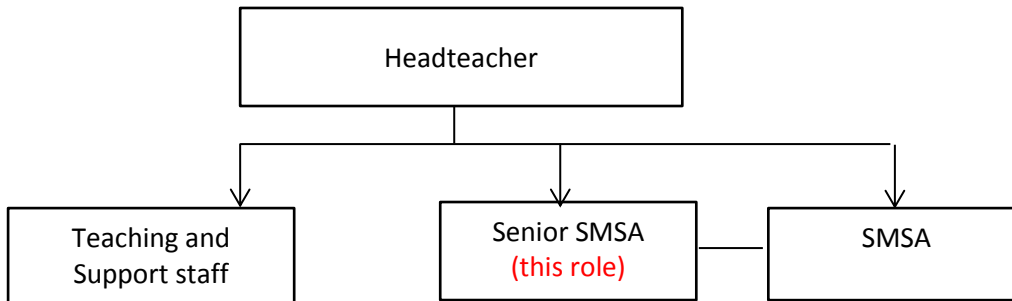 Headteacher
Teaching and
Support staff
Senior SMSA
(this role)
SMSA